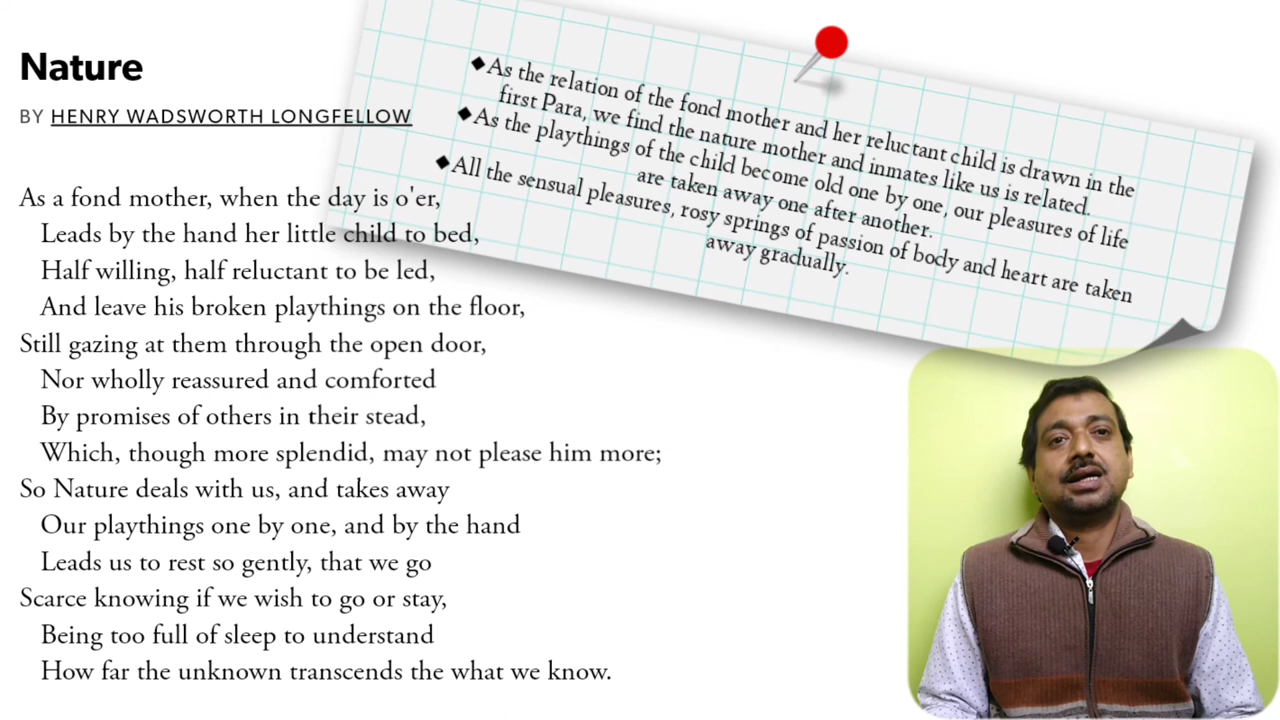 Nature
BY HENRY WADSWORTH LONGFELLOW
As a fond mother, when the day is o'er,
Leads by the hand her little child to bed,
Half willing, half reluctant to be led,
And leave his broken playthings on the floor,
Still gazing at them through the open door,
Nor wholly reassured and comforted
By promises of others in their stead,
Which, though more splendid, may not please him more;
So Nature deals with us, and takes away
Our playthings one by one, and by the hand
Leads us to rest so gently, that we go
Scarce knowing if we wish to go or stay,
Being too full of sleep to understand
How far the unknown transcends the what we know.
◆As the relation of the fond mother and her reluctant child is drawn in the
first Para, we find the nature mother and inmates like us is related.
◆As the playthings of the child become old one by one, our pleasures of life
are taken away one after another.
◆All the sensual pleasures, rosy springs of passion of body and heart are taken
away gradually.